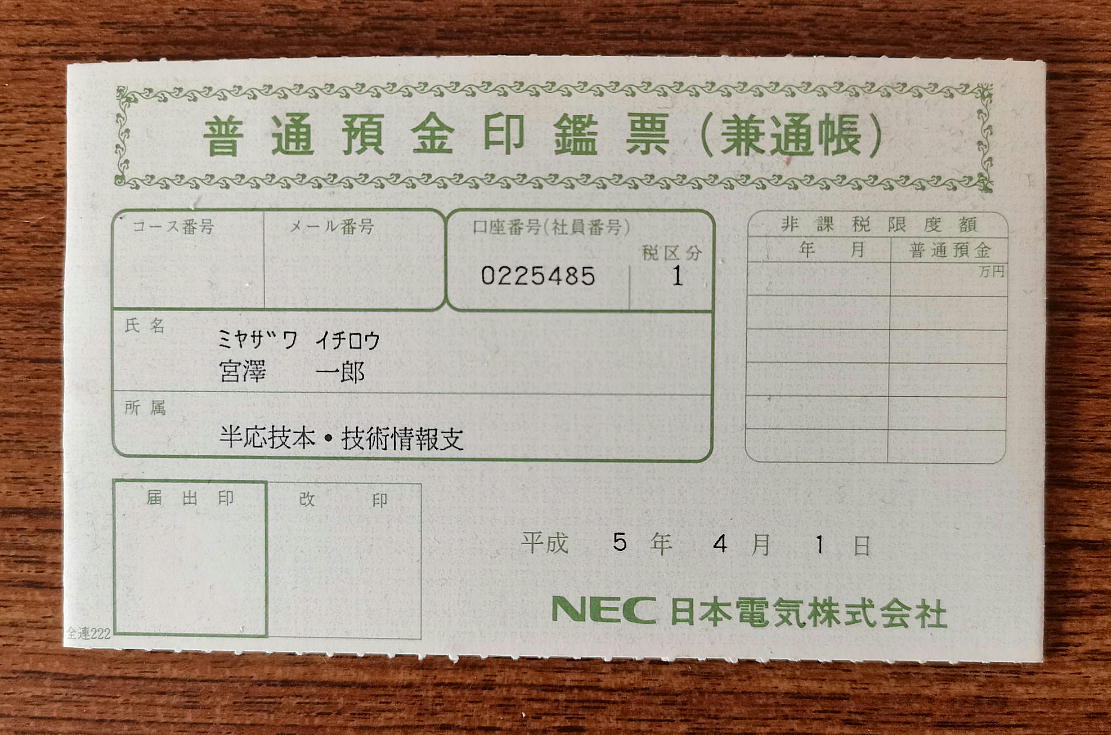 普通預金印鑑票(兼通帳)
コース番号 メール番号 口座番号(社員番号) 税区分
0225485 1
非課税限度額
年 月 普通預金
万円
氏名
ミヤザワ イチロウ
宮澤 一郎
所属
半応技本・技術情報支
届出印 改印
平成 5 年 4 月 1 日
NEC 日本電気株式会社
全連222